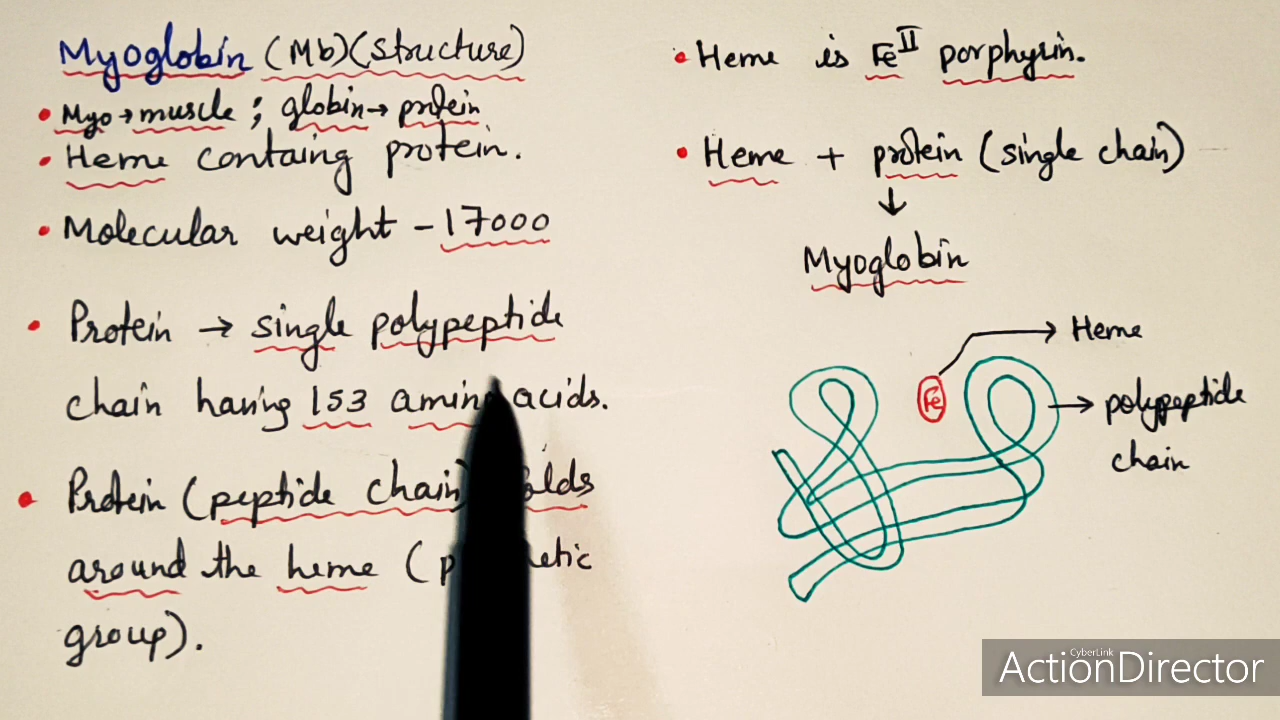 Myoglobin (Mb)(structure)
• Myo → muscle ; globin → protein
• Heme containg protein.
• Molecular weight – 17000
• Protein → single polypeptide
chain having 153 amino acids.
• Protein (peptide chain)
around the heme (
group).
• Heme is Fe^II porphyrin.
• Heme + protein (single chain)
↓
Myoglobin
Fe → Heme
→ polypeptide
chain
CyberLink
ActionDirector